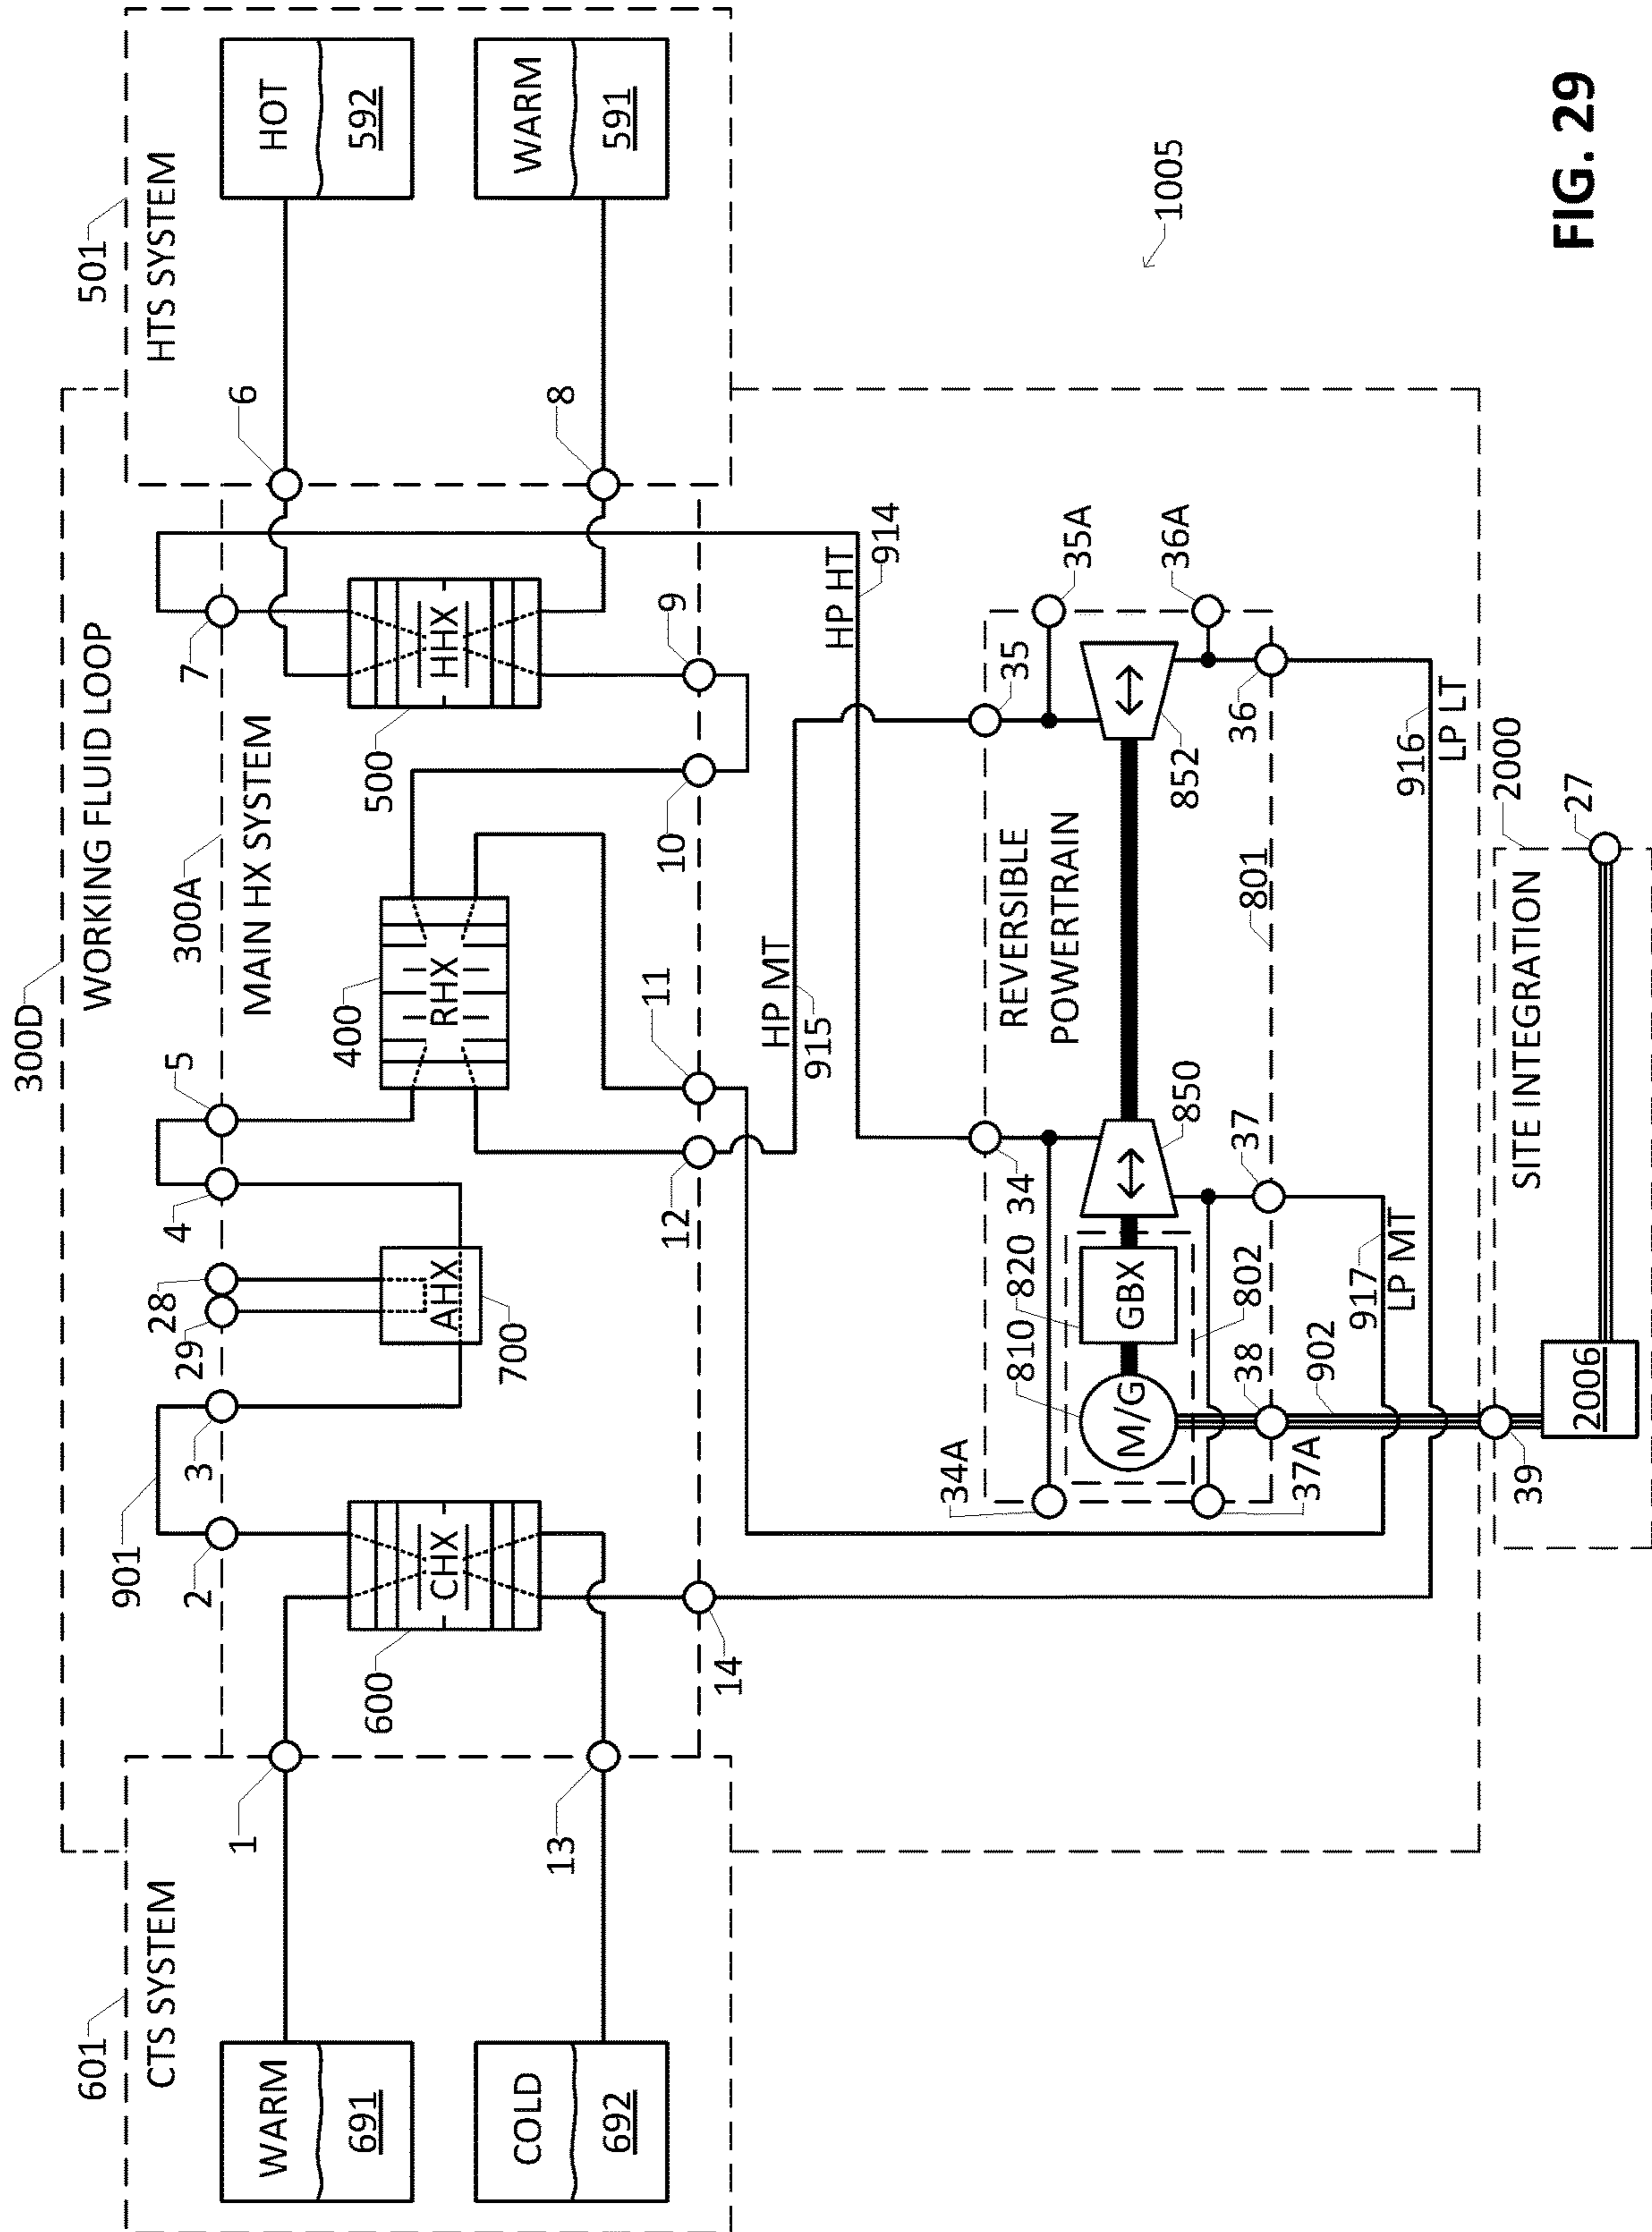 300D
WORKING FLUID LOOP
601
CTS SYSTEM
501
HTS SYSTEM
WARM
691
COLD
692
HOT
592
WARM
591
901
300A
MAIN HX SYSTEM
1
2
3
29
28
4
5
7
6
CHX
600
AHX
700
RHX
400
HHX
500
13
14
12
11
10
9
8
HP MT
915
HP HT
914
34A
34
35
35A
REVERSIBLE
POWERTRAIN
810
820
M/G
GBX
850
852
36A
37A
38
802
37
801
36
902
917
LP MT
916
LP LT
39
2000
SITE INTEGRATION
2006
27
1005
FIG. 29